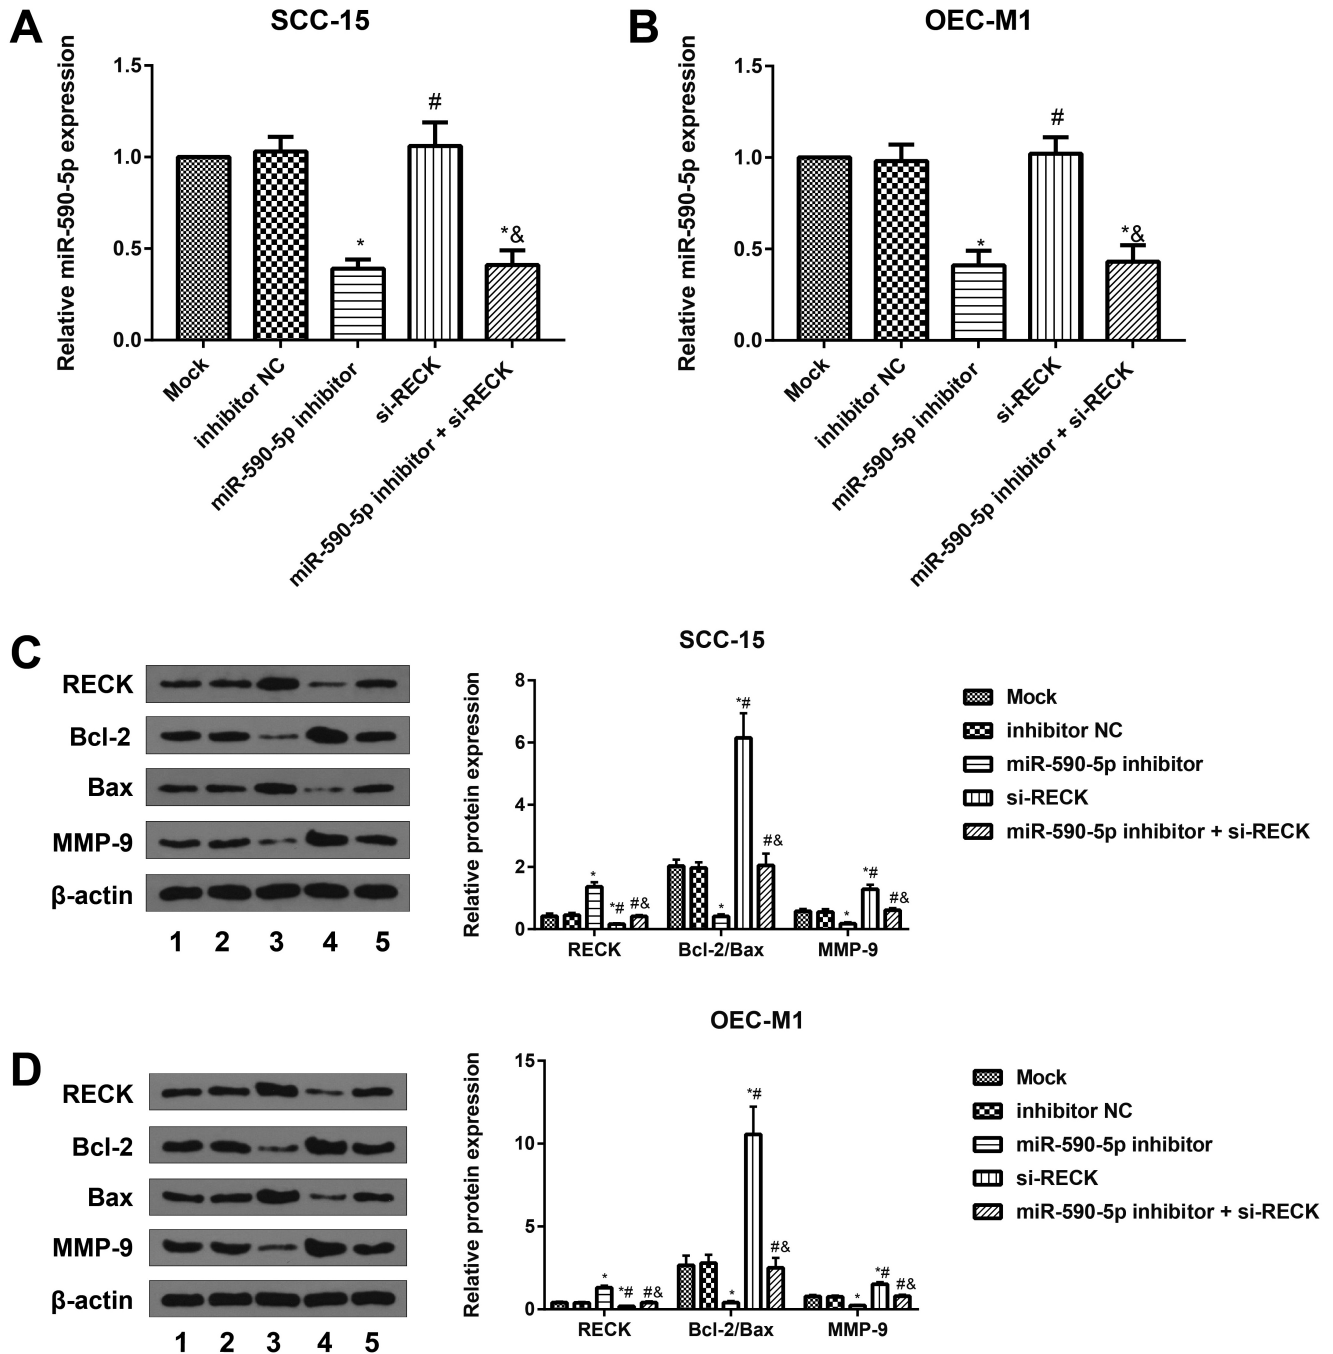 A
SCC-15
Relative miR-590-5p expression
1.5
1.0
0.5
0.0
#
*
*&
Mock
inhibitor NC
miR-590-5p inhibitor
si-RECK
miR-590-5p inhibitor + si-RECK
B
OEC-M1
Relative miR-590-5p expression
1.5
1.0
0.5
0.0
#
*
*&
Mock
inhibitor NC
miR-590-5p inhibitor
si-RECK
miR-590-5p inhibitor + si-RECK
C
RECK
Bcl-2
Bax
MMP-9
β-actin
1 2 3 4 5
SCC-15
Relative protein expression
8
6
4
2
0
*
*#
#&
*
*#
#&
*
*#
#&
RECK
Bcl-2/Bax
MMP-9
Mock
inhibitor NC
miR-590-5p inhibitor
si-RECK
miR-590-5p inhibitor + si-RECK
D
RECK
Bcl-2
Bax
MMP-9
β-actin
1 2 3 4 5
OEC-M1
Relative protein expression
15
10
5
0
*
*#
#&
*
*#
#&
*
*#
#&
RECK
Bcl-2/Bax
MMP-9
Mock
inhibitor NC
miR-590-5p inhibitor
si-RECK
miR-590-5p inhibitor + si-RECK